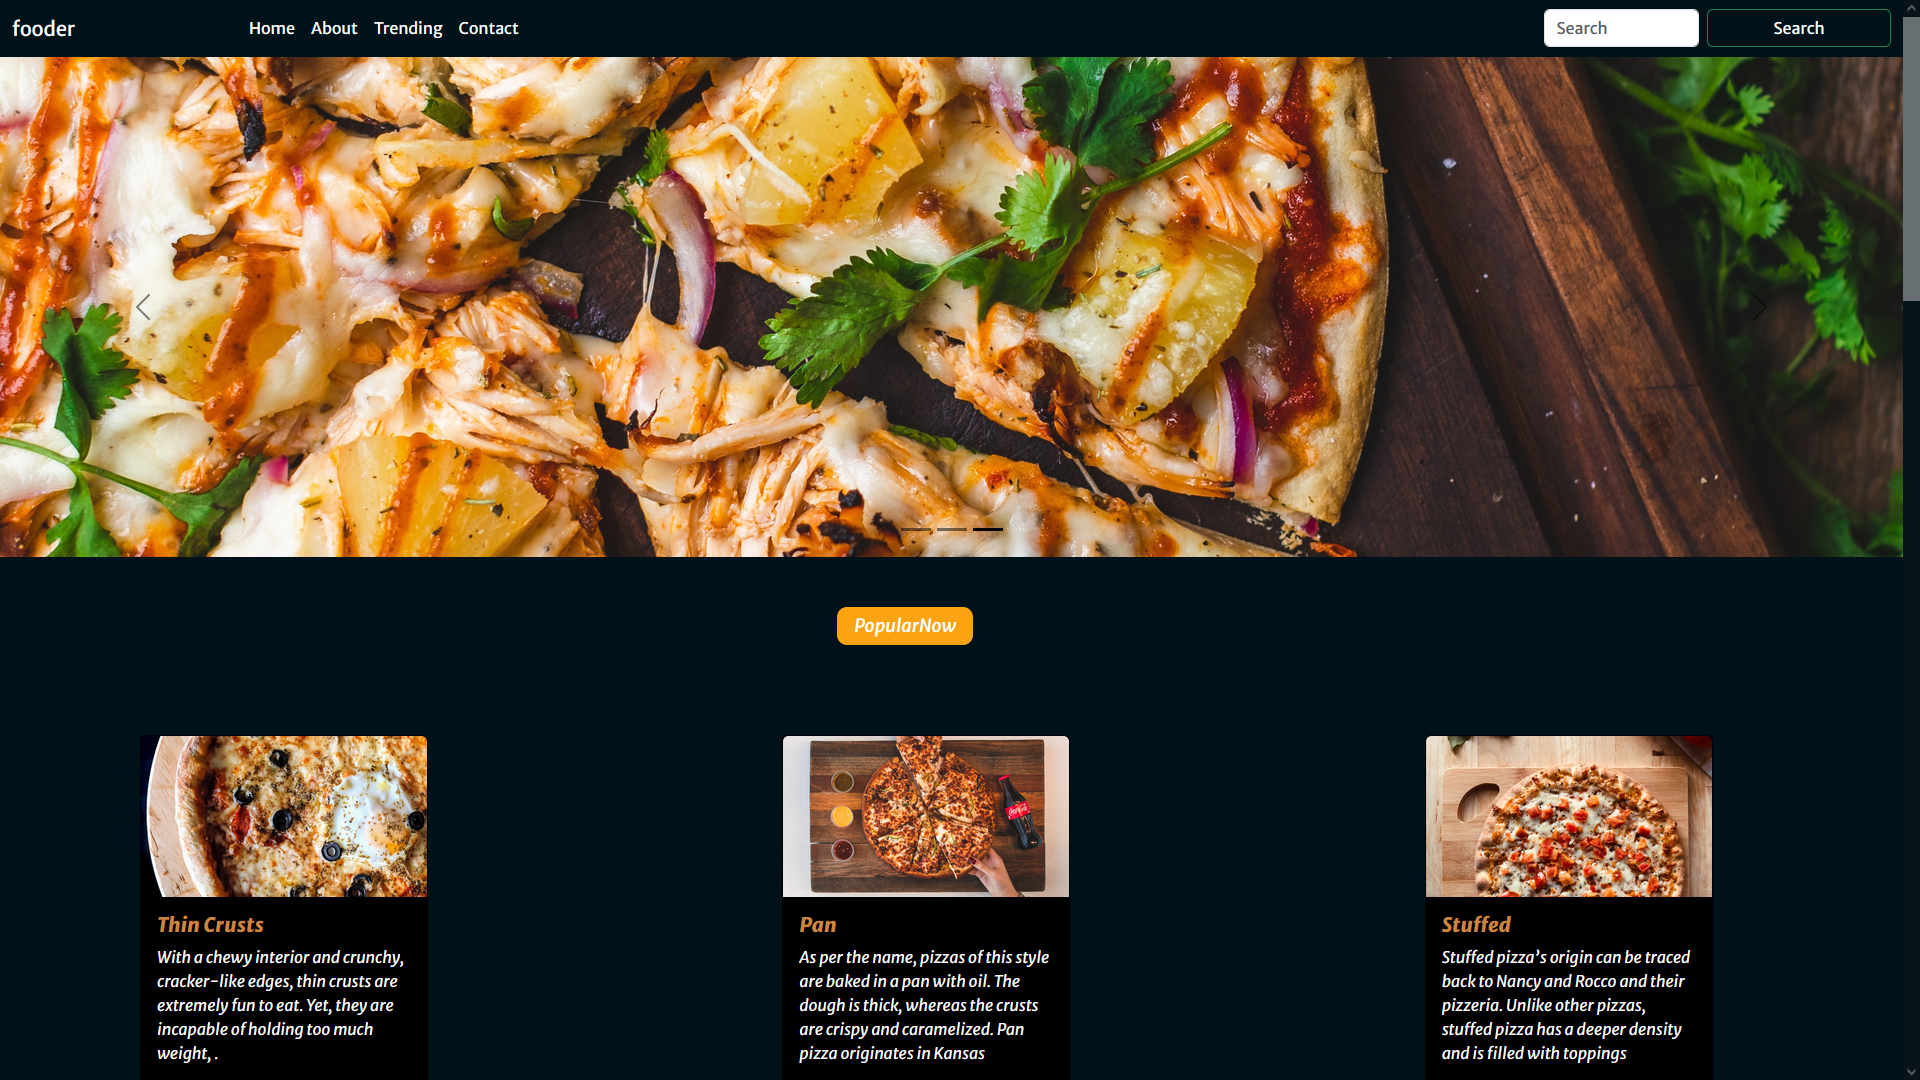 fooder
Home About Trending Contact
Search
Search
PopularNow
Thin Crusts
With a chewy interior and crunchy,
cracker-like edges, thin crusts are
extremely fun to eat. Yet, they are
incapable of holding too much
weight, .
Pan
As per the name, pizzas of this style
are baked in a pan with oil. The
dough is thick, whereas the crusts
are crispy and caramelized. Pan
pizza originates in Kansas
Stuffed
Stuffed pizza’s origin can be traced
back to Nancy and Rocco and their
pizzeria. Unlike other pizzas,
stuffed pizza has a deeper density
and is filled with toppings
Coca-Cola